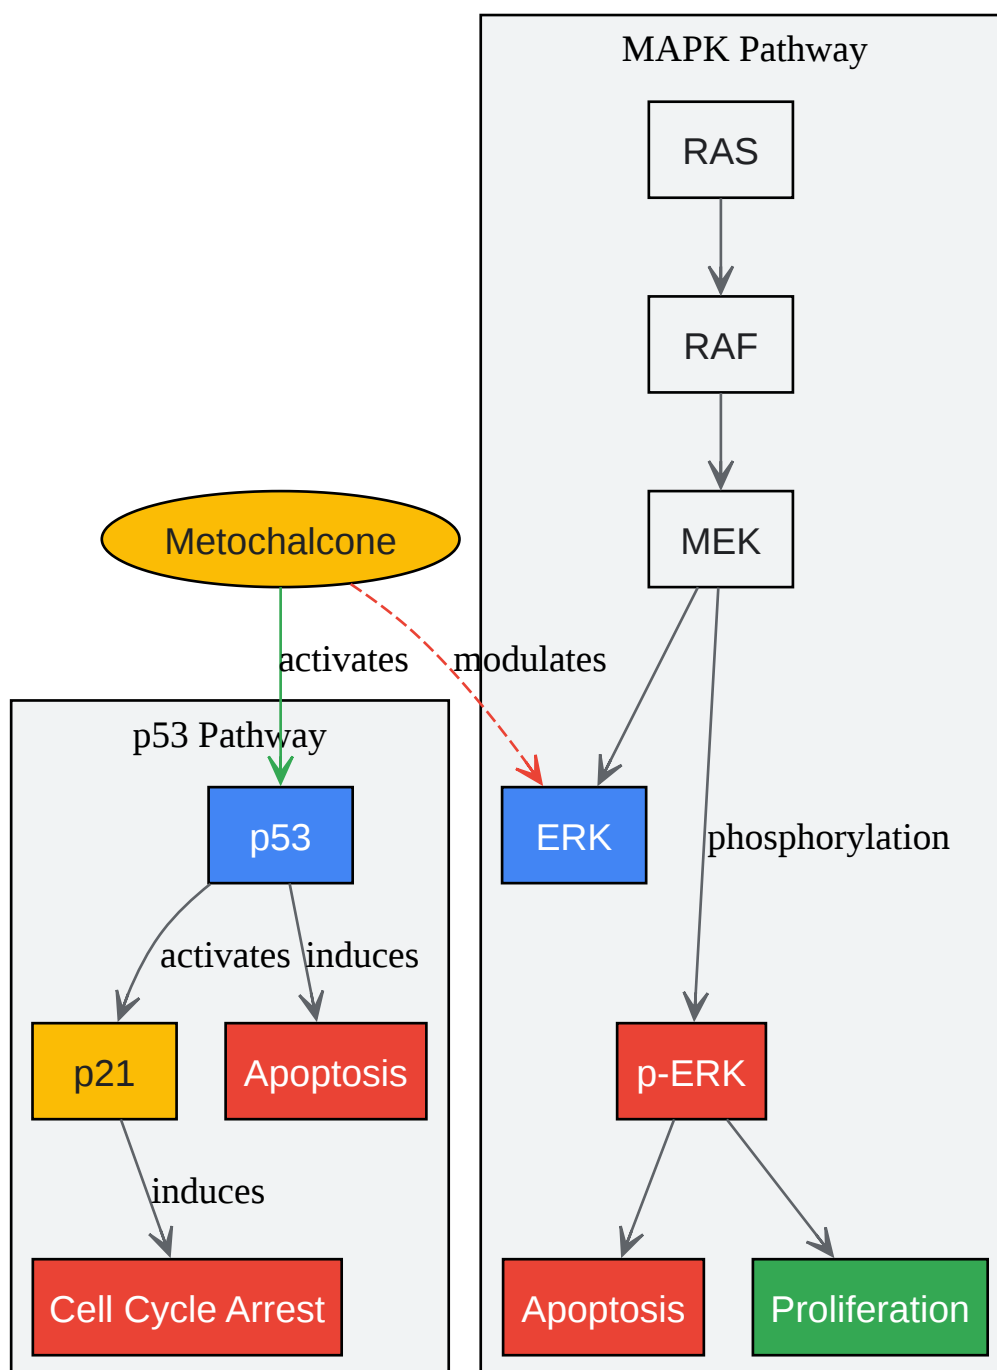 MAPK Pathway
RAS
RAF
MEK
Metochalcone
activates
modulates
p53 Pathway
p53
ERK
phosphorylation
activates
induces
p21
Apoptosis
p-ERK
induces
Cell Cycle Arrest
Apoptosis
Proliferation